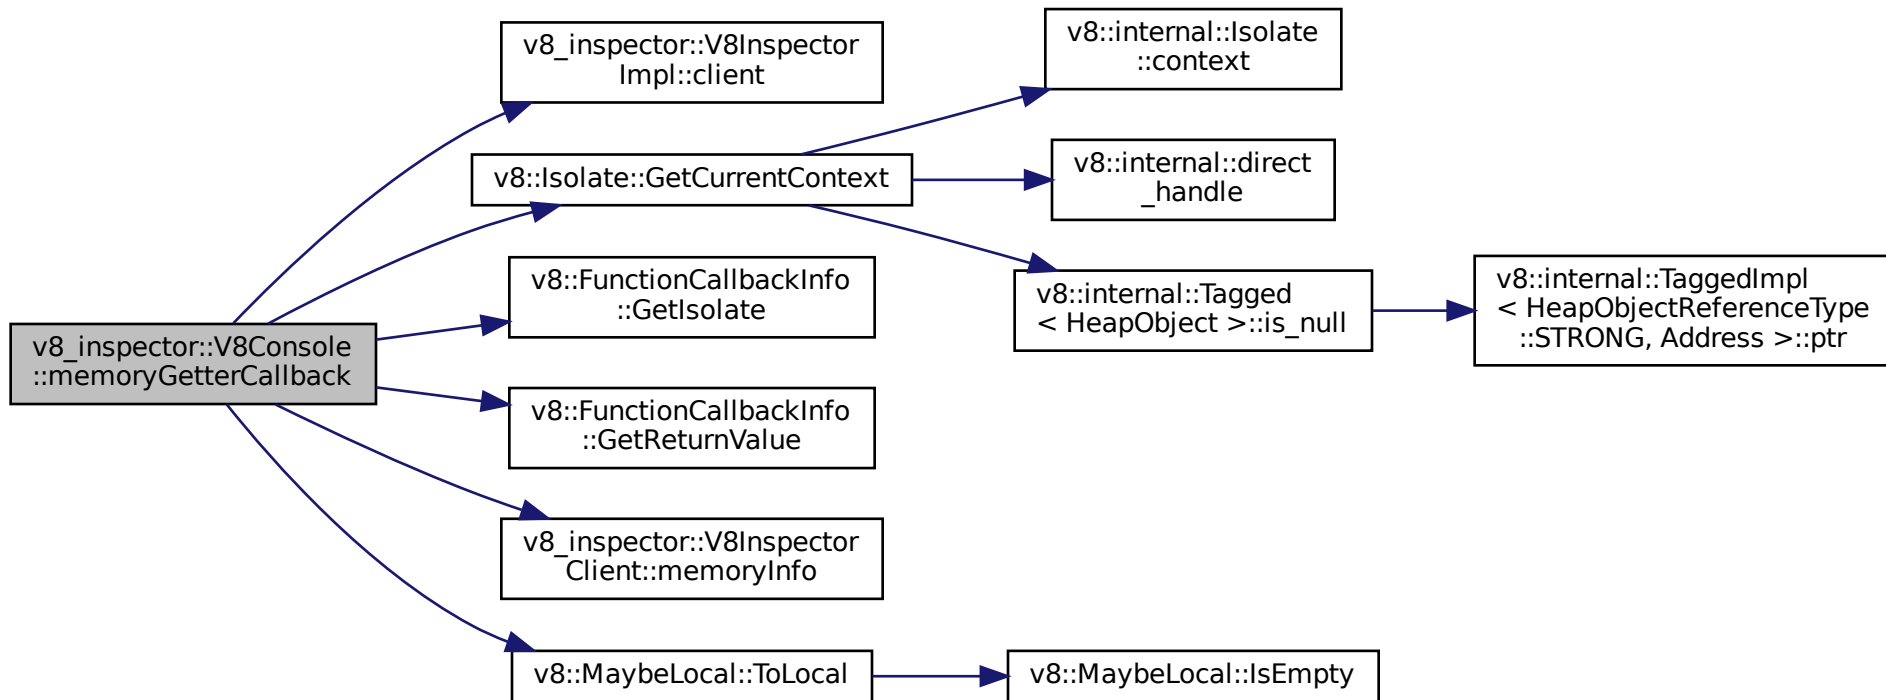 v8_inspector::V8Console
::memoryGetterCallback
v8_inspector::V8Inspector
Impl::client
v8::Isolate::GetCurrentContext
v8::internal::Isolate
::context
v8::internal::direct
_handle
v8::internal::Tagged
< HeapObject >::is_null
v8::internal::TaggedImpl
< HeapObjectReferenceType
::STRONG, Address >::ptr
v8::FunctionCallbackInfo
::GetIsolate
v8::FunctionCallbackInfo
::GetReturnValue
v8_inspector::V8Inspector
Client::memoryInfo
v8::MaybeLocal::ToLocal
v8::MaybeLocal::IsEmpty